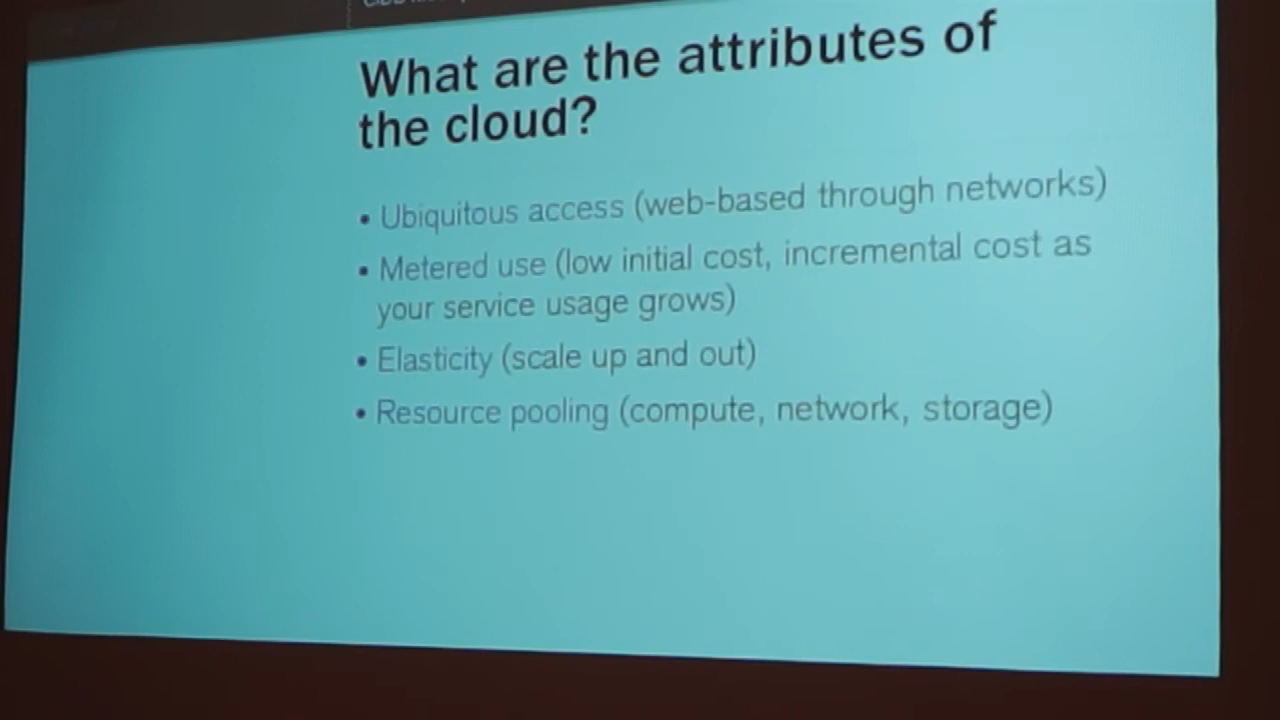 What are the attributes of
the cloud?
• Ubiquitous access (web-based through networks)
• Metered use (low initial cost, incremental cost as
your service usage grows)
• Elasticity (scale up and out)
• Resource pooling (compute, network, storage)